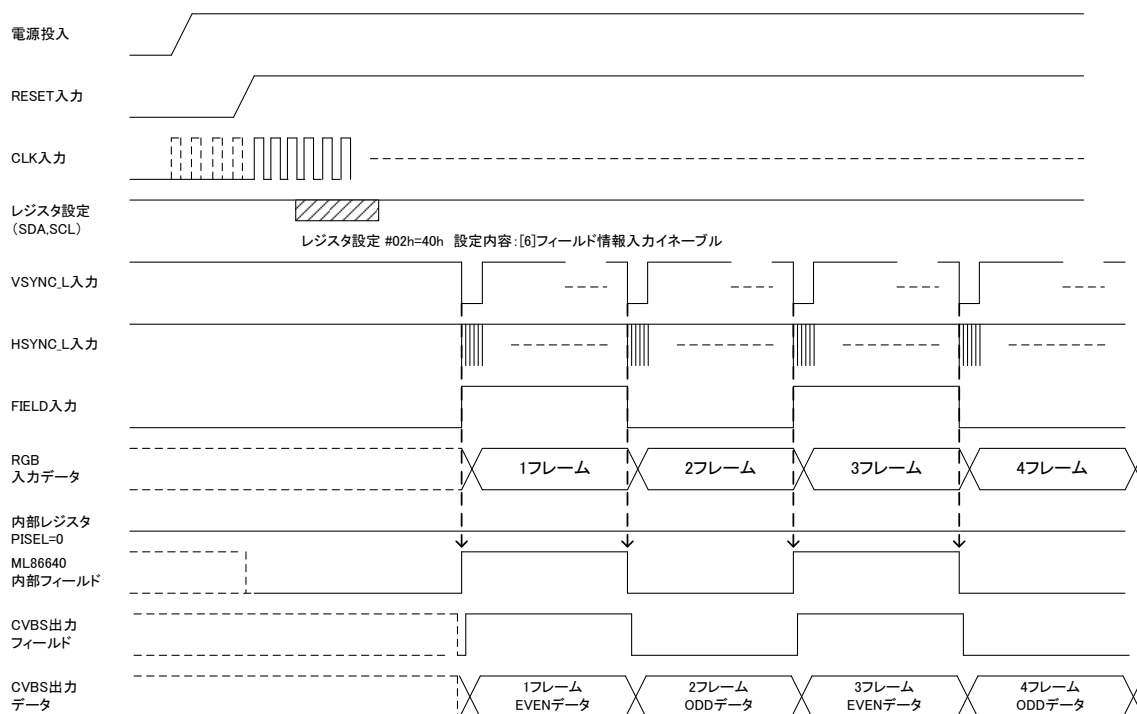 電源投入
RESET入力
CLK入力
レジスタ設定
(SDA,SCL)
レジスタ設定 #02h=40h 設定内容:[6]フィールド情報入力イネーブル
VSYNC_L入力
HSYNC_L入力
FIELD入力
RGB
入力データ
1フレーム
2フレーム
3フレーム
4フレーム
内部レジスタ
PISEL=0
ML86640
内部フィールド
CVBS出力
フィールド
CVBS出力
データ
1フレーム
EVENデータ
2フレーム
ODDデータ
3フレーム
EVENデータ
4フレーム
ODDデータ